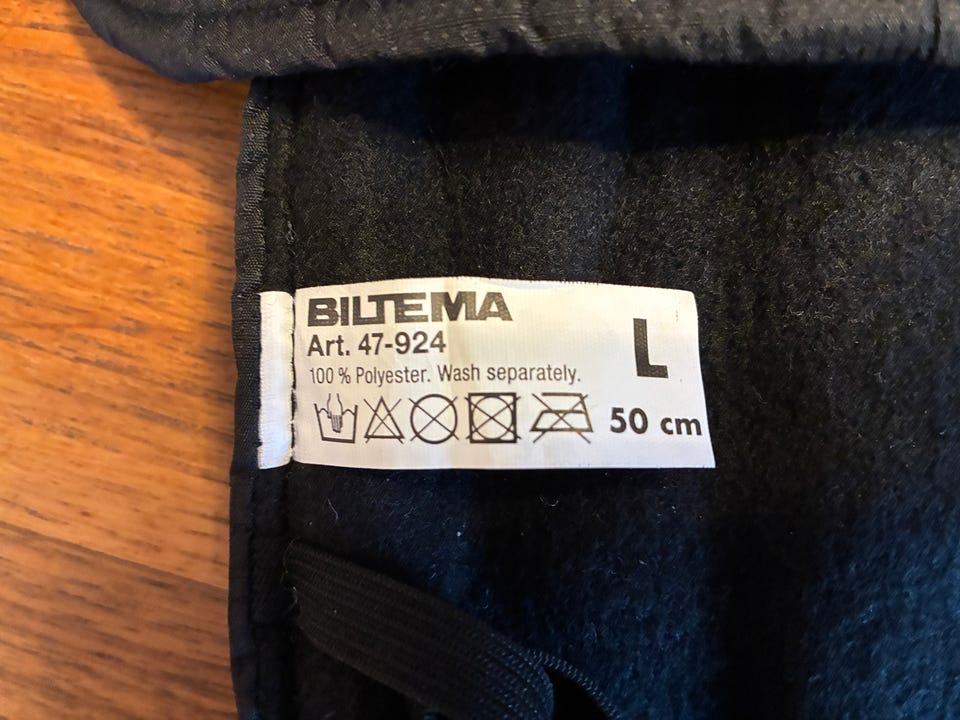 BILTEMA
Art. 47-924
L
100 % Polyester. Wash separately.
50 cm